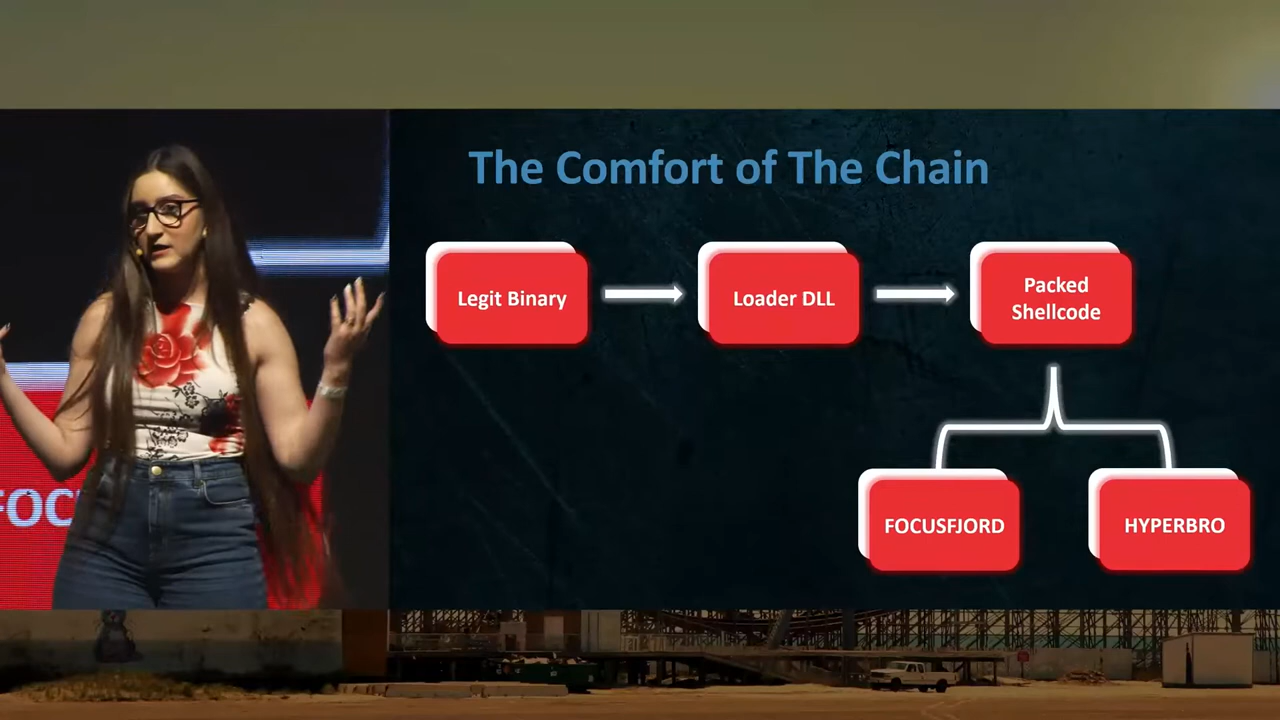 The Comfort of The Chain
Legit Binary
Loader DLL
Packed
Shellcode
FOCUSFJORD
HYPERBRO
FOC